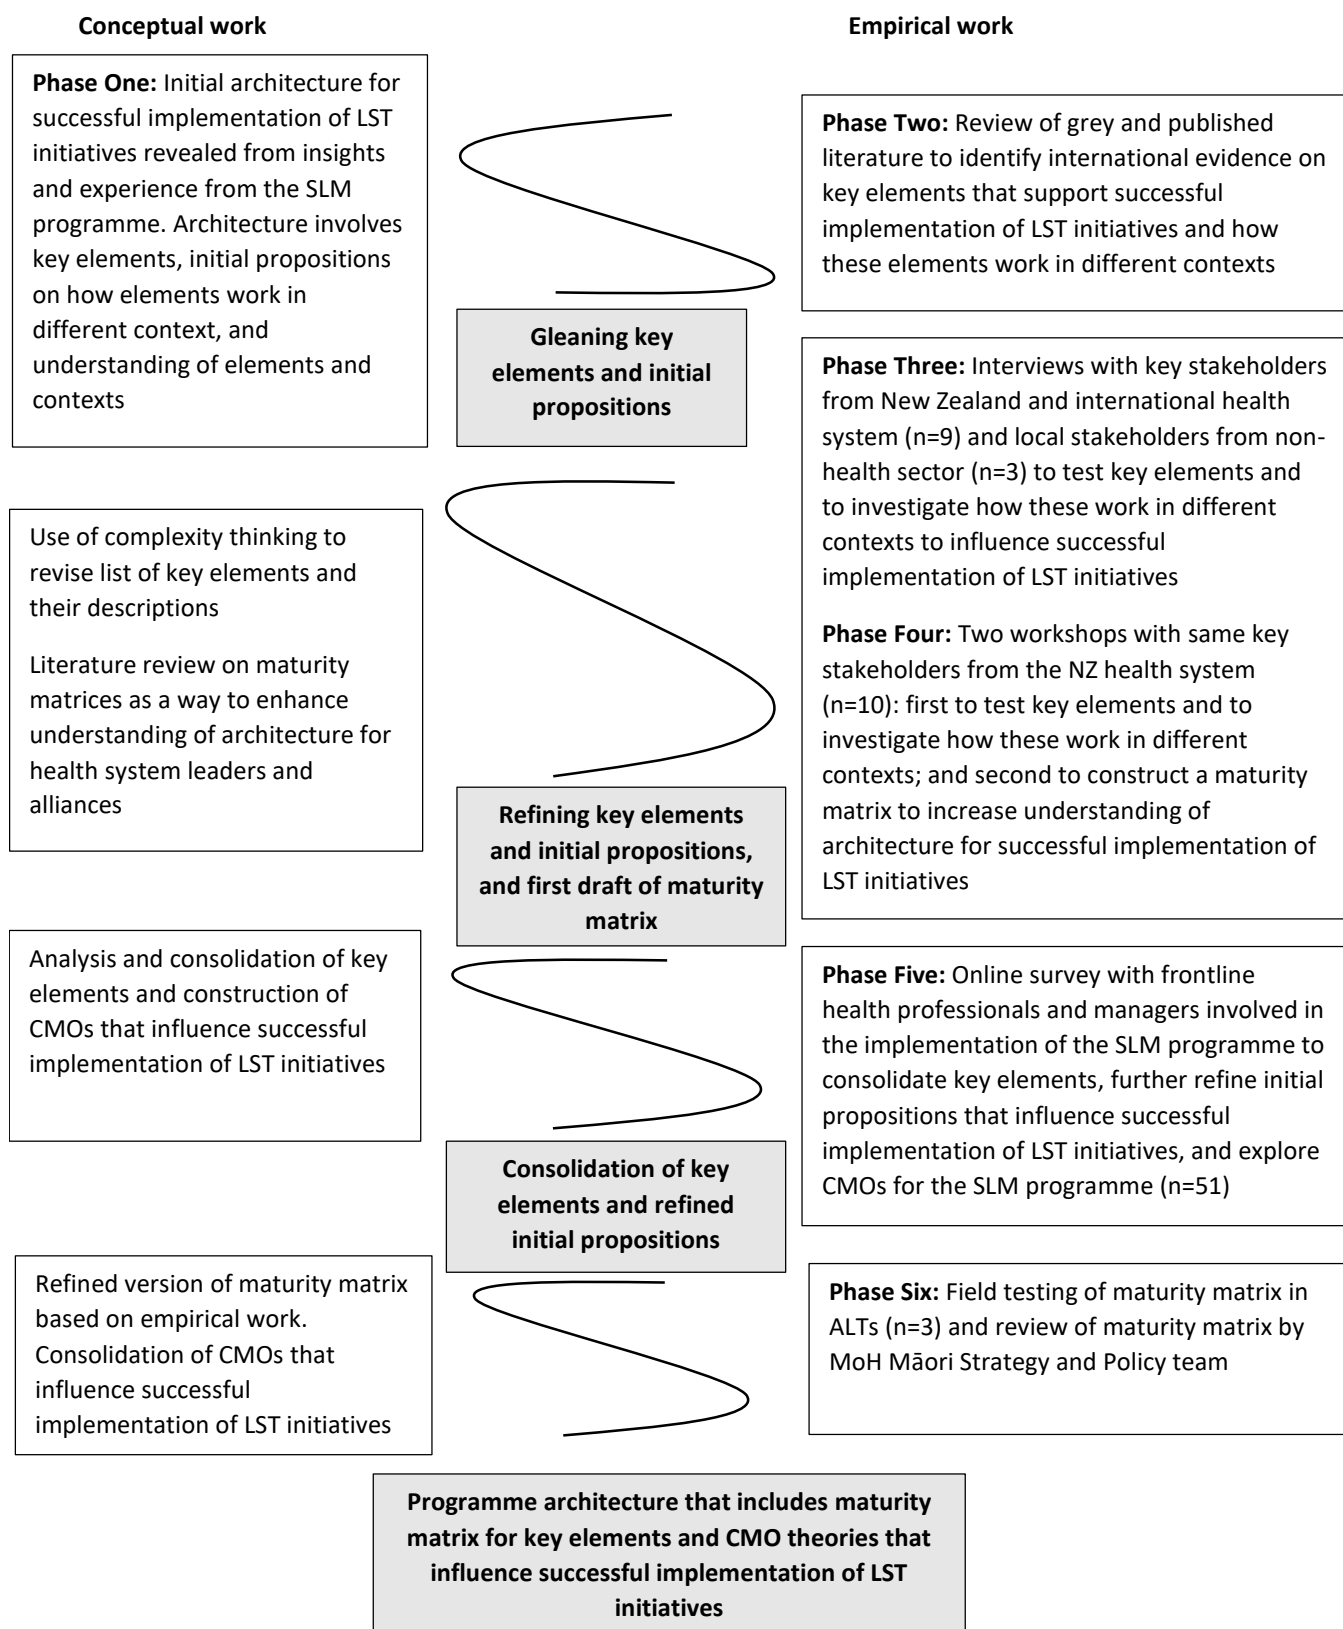 Conceptual work
Empirical work
Phase One: Initial architecture for
successful implementation of LST
initiatives revealed from insights
and experience from the SLM
programme. Architecture involves
key elements, initial propositions
on how elements work in
different context, and
understanding of elements and
contexts
Phase Two: Review of grey and published
literature to identify international evidence on
key elements that support successful
implementation of LST initiatives and how
these elements work in different contexts
Gleaning key
elements and initial
propositions
Phase Three: Interviews with key stakeholders
from New Zealand and international health
system (n=9) and local stakeholders from non-
health sector (n=3) to test key elements and
to investigate how these work in different
contexts to influence successful
implementation of LST initiatives
Phase Four: Two workshops with same key
stakeholders from the NZ health system
(n=10): first to test key elements and to
investigate how these work in different
contexts; and second to construct a maturity
matrix to increase understanding of
architecture for successful implementation of
LST initiatives
Use of complexity thinking to
revise list of key elements and
their descriptions
Literature review on maturity
matrices as a way to enhance
understanding of architecture for
health system leaders and
alliances
Refining key elements
and initial propositions,
and first draft of maturity
matrix
Analysis and consolidation of key
elements and construction of
CMOs that influence successful
implementation of LST initiatives
Phase Five: Online survey with frontline
health professionals and managers involved in
the implementation of the SLM programme to
consolidate key elements, further refine initial
propositions that influence successful
implementation of LST initiatives, and explore
CMOs for the SLM programme (n=51)
Consolidation of key
elements and refined
initial propositions
Refined version of maturity matrix
based on empirical work.
Consolidation of CMOs that
influence successful
implementation of LST initiatives
Phase Six: Field testing of maturity matrix in
ALTs (n=3) and review of maturity matrix by
MoH Māori Strategy and Policy team
Programme architecture that includes maturity
matrix for key elements and CMO theories that
influence successful implementation of LST
initiatives